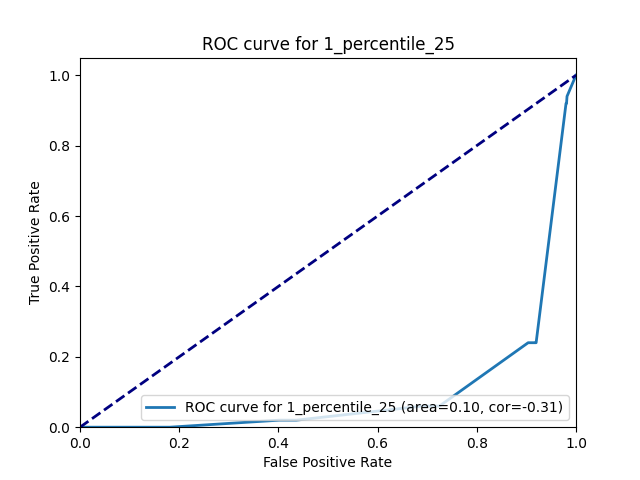 ROC curve for 1_percentile_25
True Positive Rate
1.0
0.8
0.6
0.4
0.2
0.0
ROC curve for 1_percentile_25 (area=0.10, cor=-0.31)
0.0 0.2 0.4 0.6 0.8 1.0
False Positive Rate